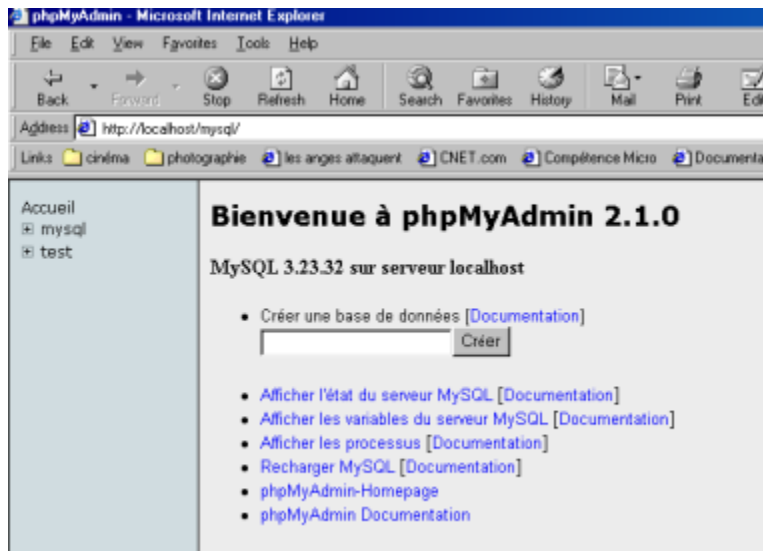 phpMyAdmin - Microsoft Internet Explorer
File Edit View Favorites Tools Help
Back Forward Stop Refresh Home Search Favorites History Mail Print Edi
Address http://localhost/mysql/
Links cinéma photographie les anges attaquent CNET.com Compétence Micro Documenta
Accueil
mysql
test
Bienvenue à phpMyAdmin 2.1.0
MySQL 3.23.32 sur serveur localhost
Créer une base de données [Documentation]
Créer
Afficher l'état du serveur MySQL [Documentation]
Afficher les variables du serveur MySQL [Documentation]
Afficher les processus [Documentation]
Recharger MySQL [Documentation]
phpMyAdmin-Homepage
phpMyAdmin Documentation